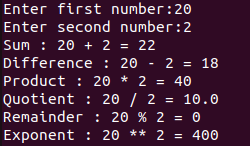 Enter first number:20
Enter second number:2
Sum : 20 + 2 = 22
Difference : 20 - 2 = 18
Product : 20 * 2 = 40
Quotient : 20 / 2 = 10.0
Remainder : 20 % 2 = 0
Exponent : 20 ** 2 = 400